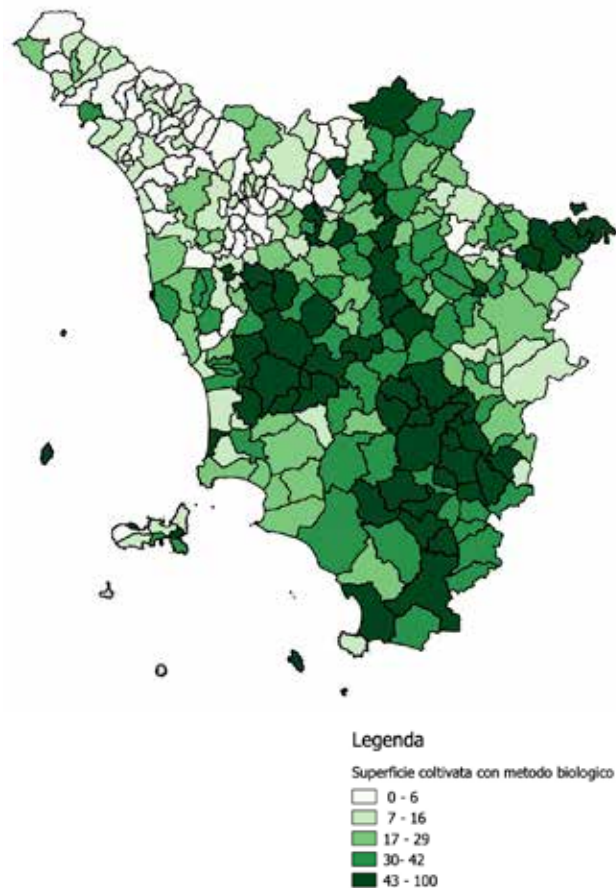 Legenda
Superficie coltivata con metodo biologico
0 - 6
7 - 16
17 - 29
30- 42
43 - 100